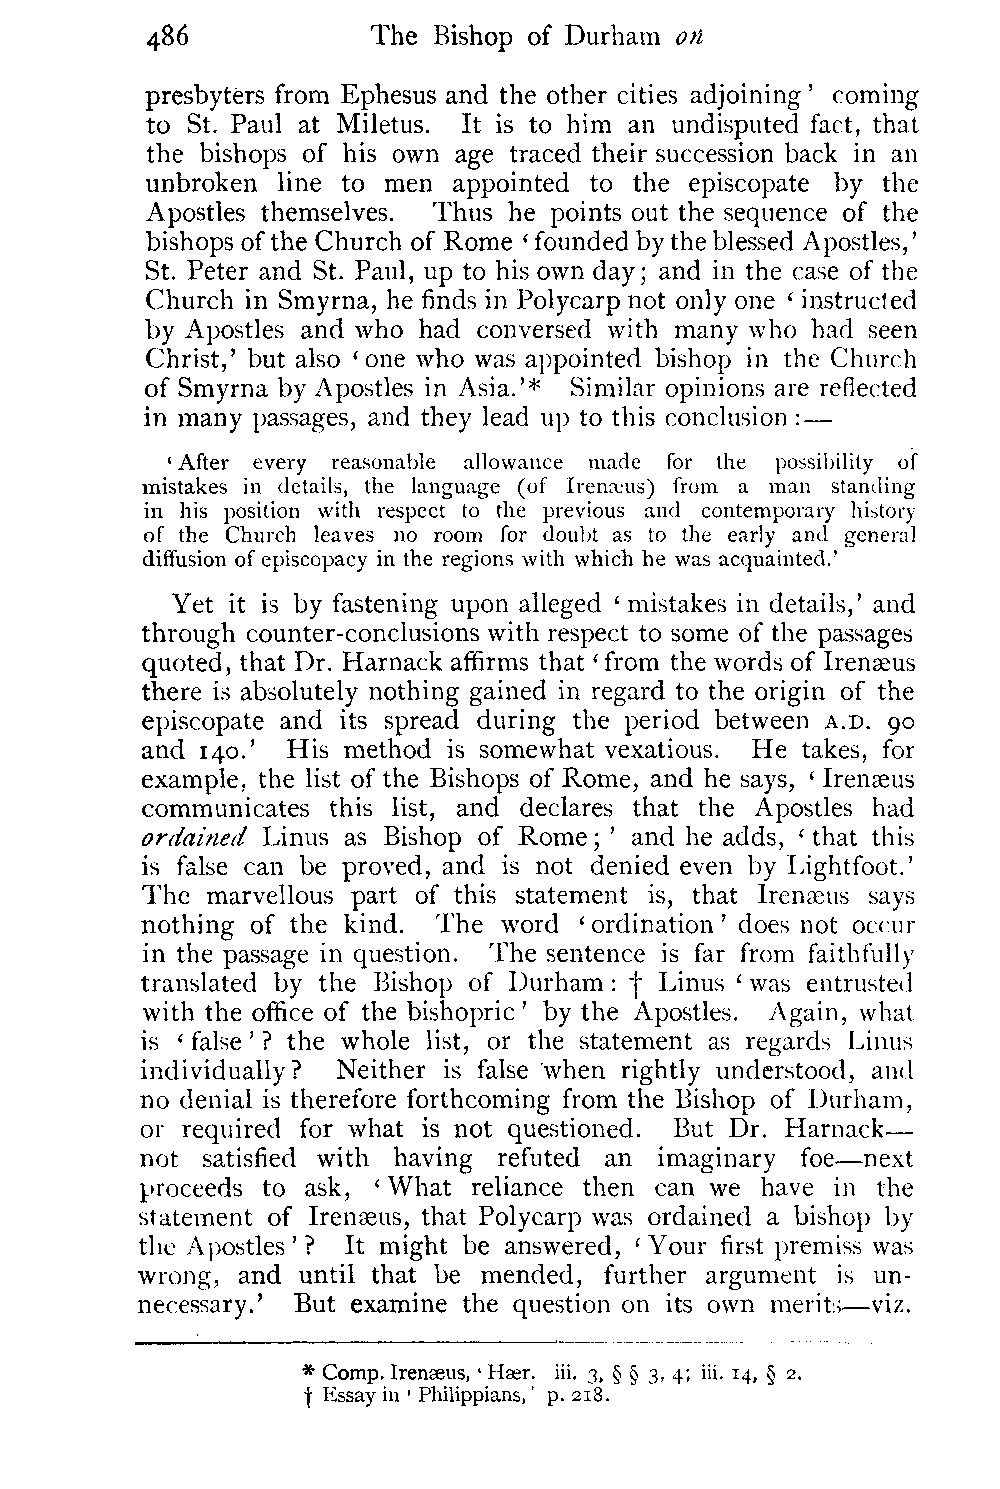 486 The Bishop of Durham on
presbyters from Ephesus and the other cities adjoining’ coming
to St. Paul at Miletus. It is to him an undisputed fact, that
the bishops of his own age traced their succession back in an
unbroken line to men appointed to the episcopate by the
Apostles themselves. Thus he points out the sequence of the
bishops of the Church of Rome ‘founded by the blessed Apostles,’
St. Peter and St. Paul, up to his own day; and in the case of the
Church in Smyrna, he finds in Polycarp not only one ‘instructed
by Apostles and who had conversed with many who had seen
Christ,’ but also ‘one who was appointed bishop in the Church
of Smyrna by Apostles in Asia.’* Similar opinions are reflected
in many passages, and they lead up to this conclusion:—
‘After every reasonable allowance made for the possibility of
mistakes in details, the language (of Irenæus) from a man standing
in his position with respect to the previous and contemporary history
of the Church leaves no room for doubt as to the early and general
diffusion of episcopacy in the regions with which he was acquainted.’
Yet it is by fastening upon alleged ‘mistakes in details,’ and
through counter-conclusions with respect to some of the passages
quoted, that Dr. Harnack affirms that ‘from the words of Irenæus
there is absolutely nothing gained in regard to the origin of the
episcopate and its spread during the period between A.D. 90
and 140.’ His method is somewhat vexatious. He takes, for
example, the list of the Bishops of Rome, and he says, ‘Irenæus
communicates this list, and declares that the Apostles had
ordained Linus as Bishop of Rome;’ and he adds, ‘that this
is false can be proved, and is not denied even by Lightfoot.’
The marvellous part of this statement is, that Irenæus says
nothing of the kind. The word ‘ordination’ does not occur
in the passage in question. The sentence is far from faithfully
translated by the Bishop of Durham: † Linus ‘was entrusted
with the office of the bishopric’ by the Apostles. Again, what
is ‘false’? the whole list, or the statement as regards Linus
individually? Neither is false when rightly understood, and
no denial is therefore forthcoming from the Bishop of Durham,
or required for what is not questioned. But Dr. Harnack—
not satisfied with having refuted an imaginary foe—next
proceeds to ask, ‘What reliance then can we have in the
statement of Irenæus, that Polycarp was ordained a bishop by
the Apostles’? It might be answered, ‘Your first premiss was
wrong, and until that be mended, further argument is un-
necessary.’ But examine the question on its own merits—viz.
* Comp. Irenæus, ‘Hær. iii. 3, § § 3, 4; iii. 14, § 2.
† Essay in ‘Philippians,’ p. 218.